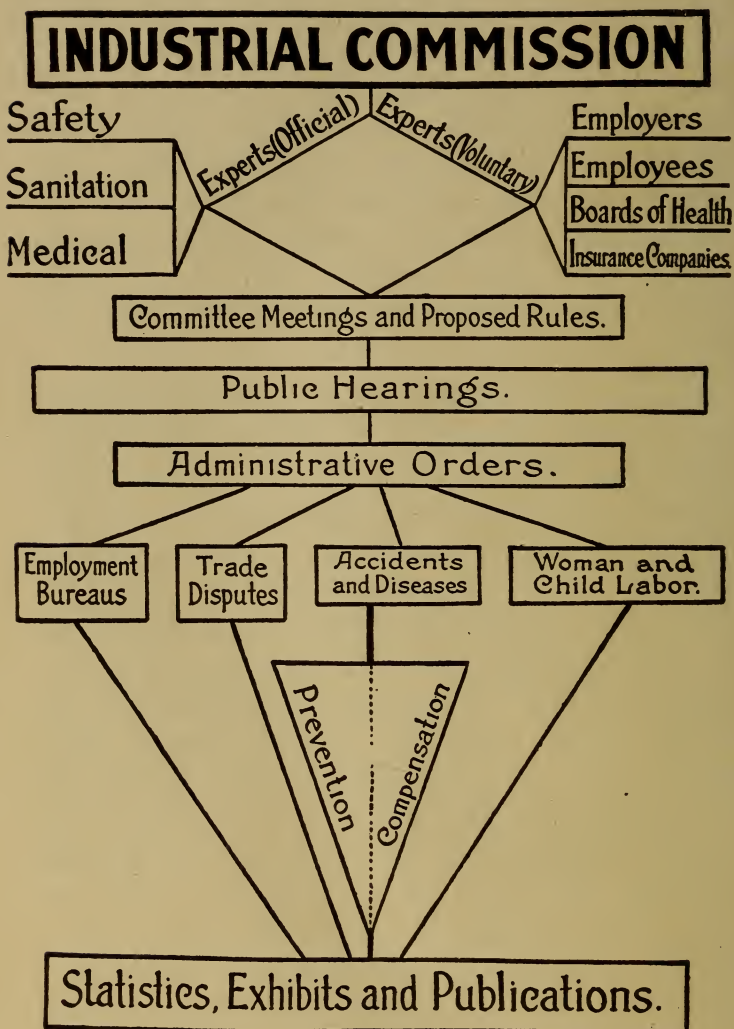 INDUSTRIAL COMMISSION
Safety
Sanitation
Medical
Experts (Official)
Experts (Voluntary)
Employers
Employees
Boards of Health
Insurance Companies.
Committee Meetings and Proposed Rules.
Public Hearings.
Administrative Orders.
Employment
Bureaus
Trade
Disputes
Accidents
and Diseases
Woman and
Child Labor.
Prevention
Compensation
Statistics, Exhibits and Publications.